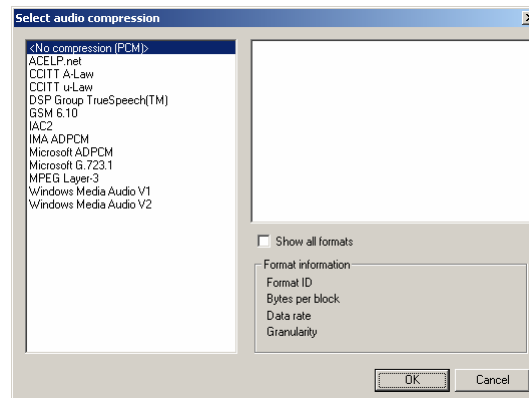 Select audio compression
<No compression (PCM)>
ACELP.net
CCITT A-Law
CCITT u-Law
DSP Group TrueSpeech(TM)
GSM 6.10
IAC2
IMA ADPCM
Microsoft ADPCM
Microsoft G.723.1
MPEG Layer-3
Windows Media Audio V1
Windows Media Audio V2
Show all formats
Format information
Format ID
Bytes per block
Data rate
Granularity
OK
Cancel